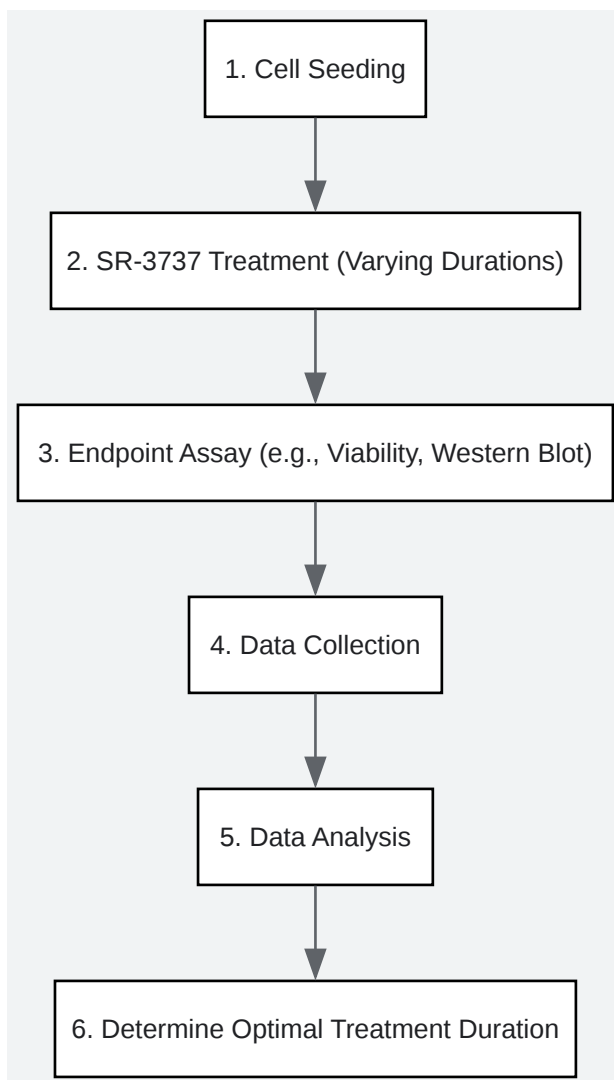 1. Cell Seeding
2. SR-3737 Treatment (Varying Durations)
3. Endpoint Assay (e.g., Viability, Western Blot)
4. Data Collection
5. Data Analysis
6. Determine Optimal Treatment Duration